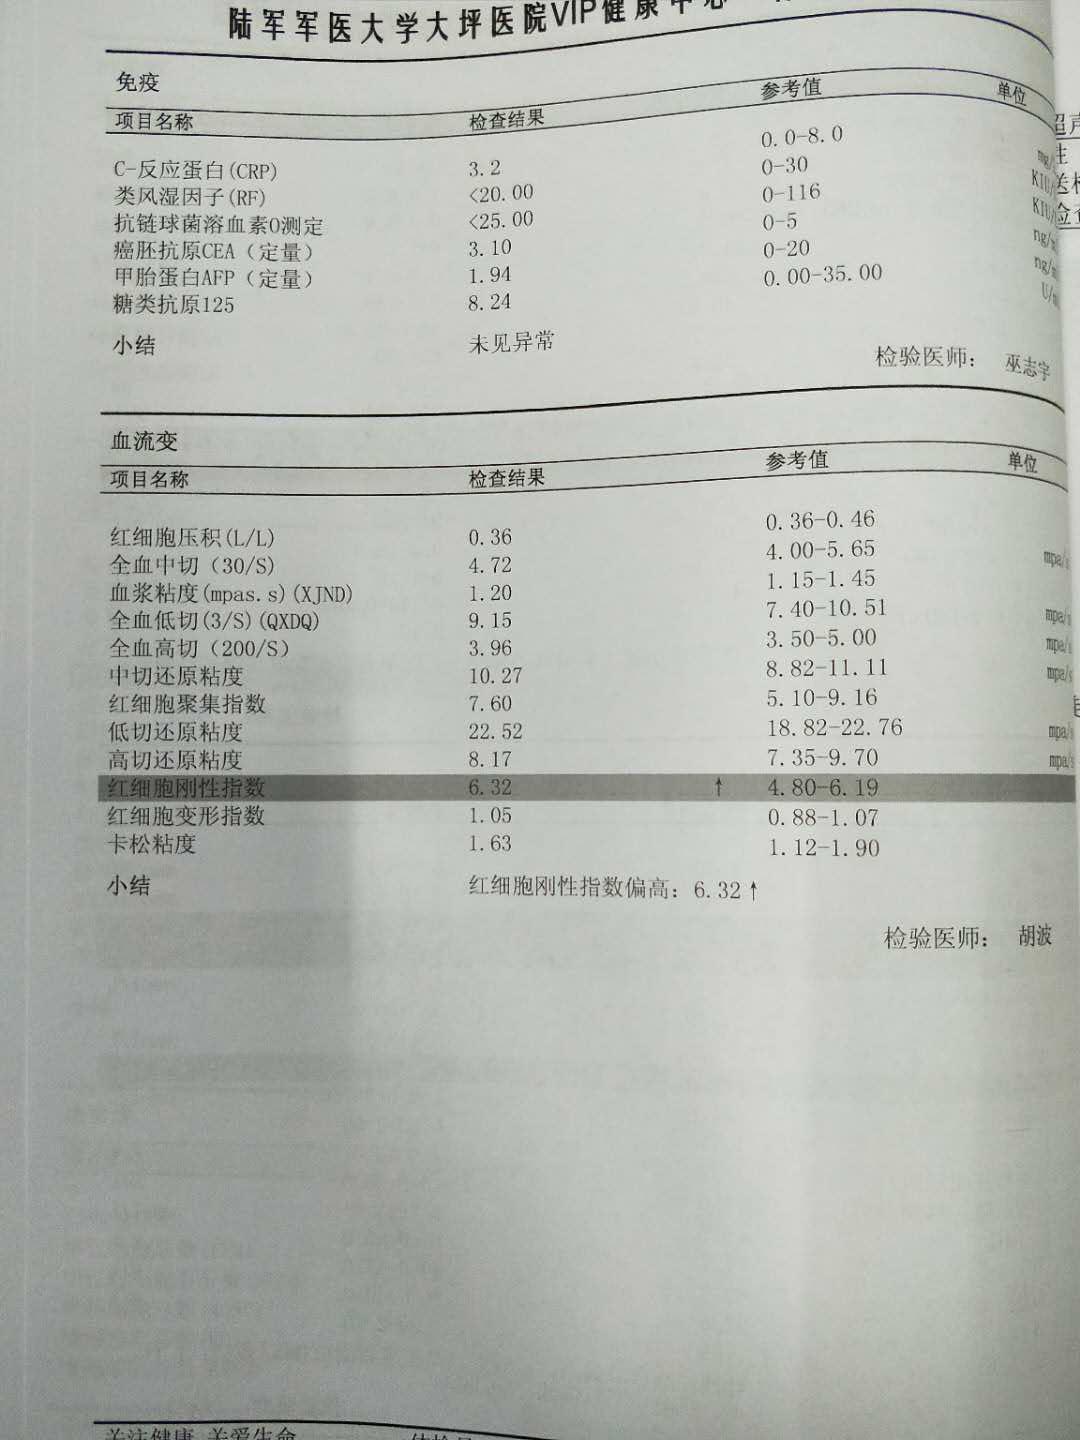 陆军军医大学大坪医院VIP健康中心
免疫
项目名称 检查结果 参考值 单位
C-反应蛋白(CRP) 3.2 0.0-8.0 mg/
类风湿因子(RF) <20.00 0-30 KIU/
抗链球菌溶血素O测定 <25.00 0-116 KIU/
癌胚抗原CEA（定量） 3.10 0-5 ng/m
甲胎蛋白AFP（定量） 1.94 0-20 ng/m
糖类抗原125 8.24 0.00-35.00 U/m
小结 未见异常
检验医师： 巫志宇
血流变
项目名称 检查结果 参考值 单位
红细胞压积(L/L) 0.36 0.36-0.46
全血中切（30/S) 4.72 4.00-5.65 mpa/s
血浆粘度(mpas.s)(XJND) 1.20 1.15-1.45
全血低切(3/S)(QXDQ) 9.15 7.40-10.51 mpa/s
全血高切（200/S） 3.96 3.50-5.00 mpa/s
中切还原粘度 10.27 8.82-11.11 mpa/s
红细胞聚集指数 7.60 5.10-9.16
低切还原粘度 22.52 18.82-22.76 mpa/s
高切还原粘度 8.17 7.35-9.70 mpa/s
红细胞刚性指数 6.32 ↑ 4.80-6.19
红细胞变形指数 1.05 0.88-1.07
卡松粘度 1.63 1.12-1.90
小结 红细胞刚性指数偏高：6.32↑
检验医师： 胡波
关注健康 关爱生命